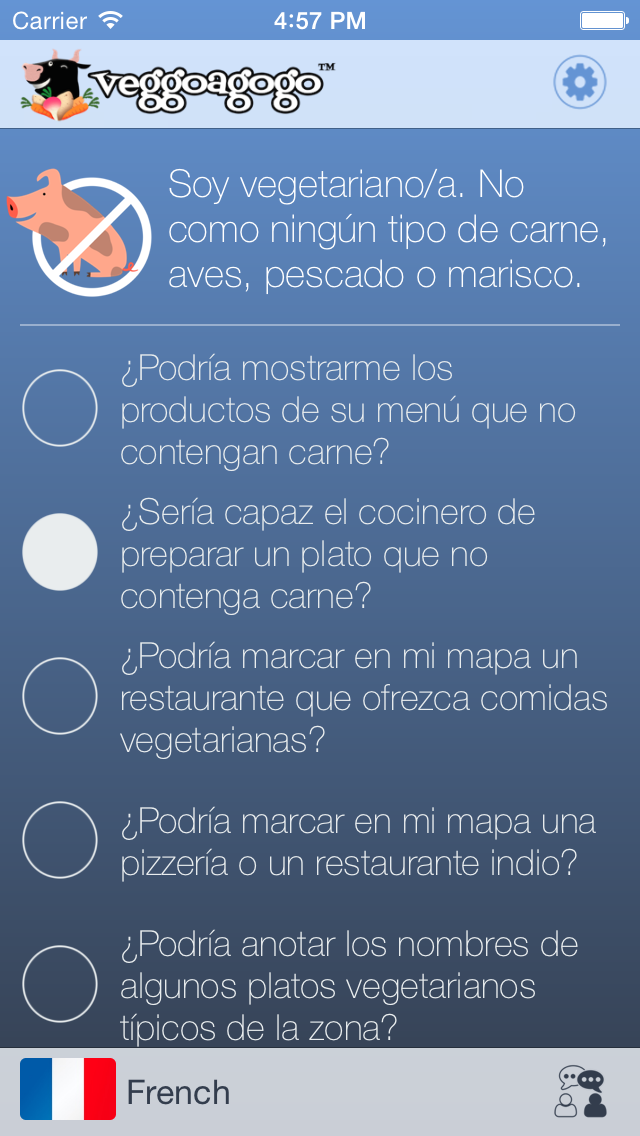 Carrier 4:57 PM
veggoagogo™
Soy vegetariano/a. No
como ningún tipo de carne,
aves, pescado o marisco.
¿Podría mostrarme los
productos de su menú que no
contengan carne?
¿Sería capaz el cocinero de
preparar un plato que no
contenga carne?
¿Podría marcar en mi mapa un
restaurante que ofrezca comidas
vegetarianas?
¿Podría marcar en mi mapa una
pizzería o un restaurante indio?
¿Podría anotar los nombres de
algunos platos vegetarianos
típicos de la zona?
French